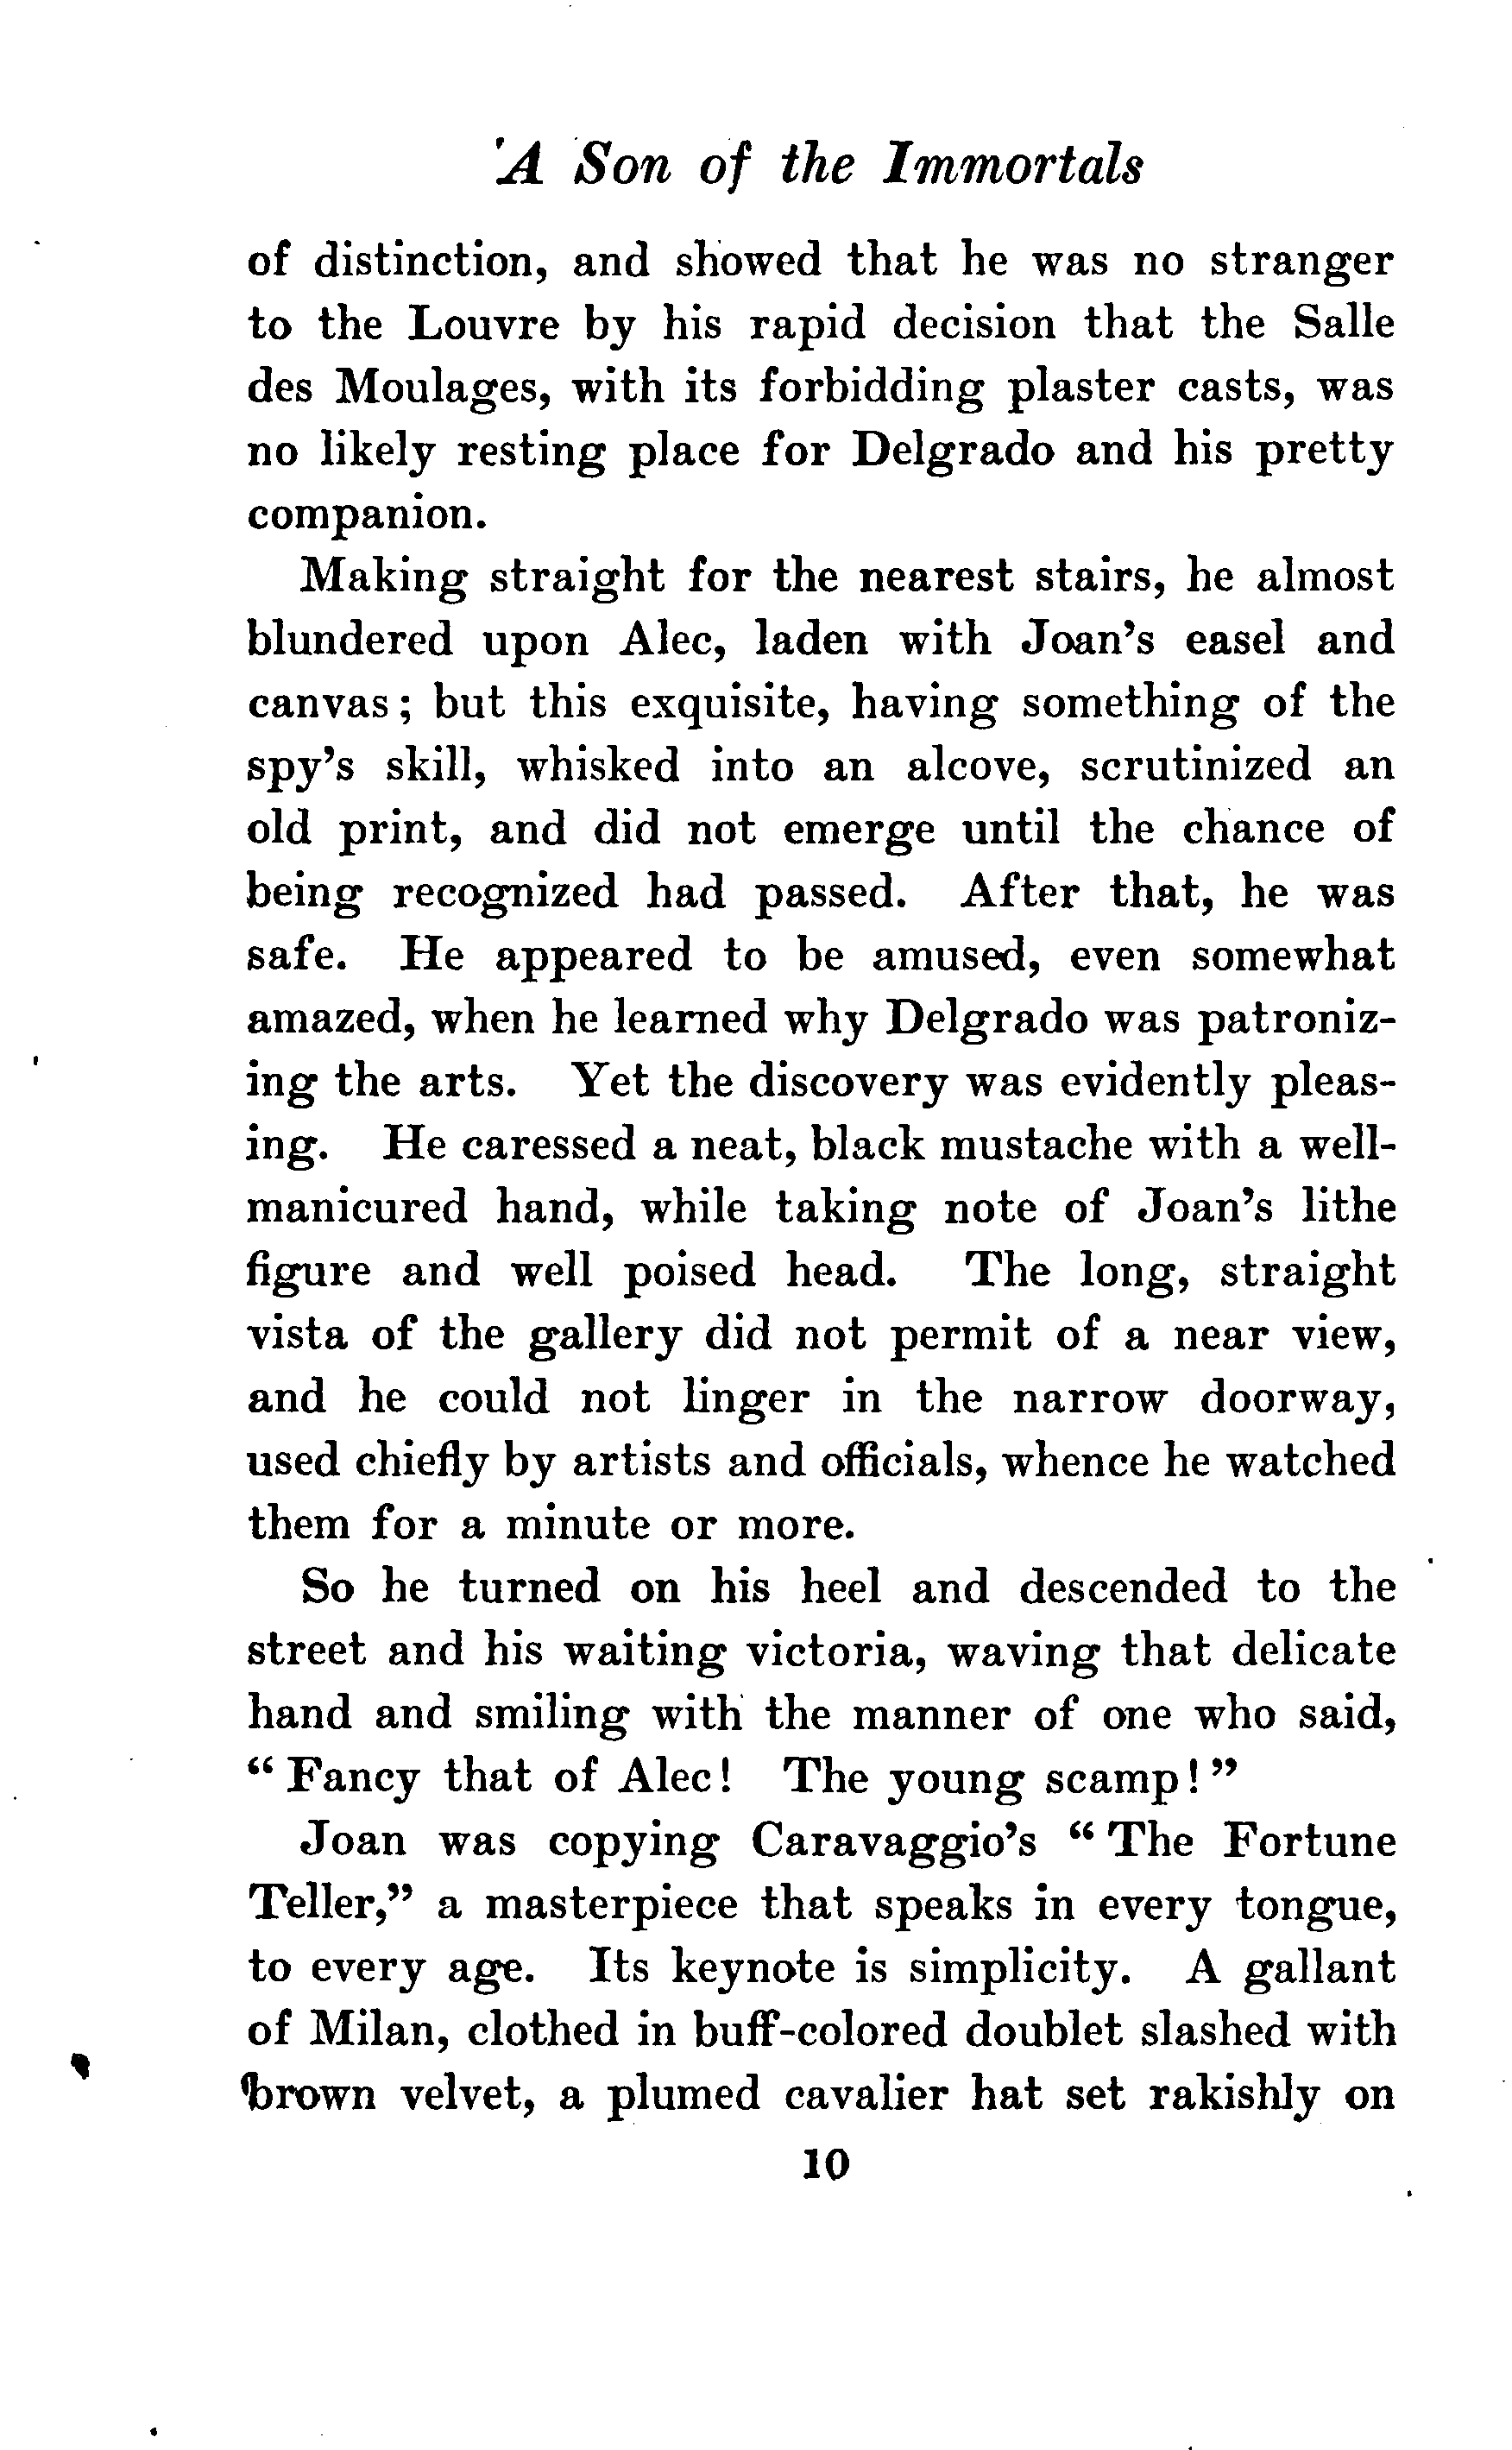 A Son of the Immortals
of distinction, and showed that he was no stranger
to the Louvre by his rapid decision that the Salle
des Moulages, with its forbidding plaster casts, was
no likely resting place for Delgrado and his pretty
companion.
Making straight for the nearest stairs, he almost
blundered upon Alec, laden with Joan's easel and
canvas; but this exquisite, having something of the
spy's skill, whisked into an alcove, scrutinized an
old print, and did not emerge until the chance of
being recognized had passed. After that, he was
safe. He appeared to be amused, even somewhat
amazed, when he learned why Delgrado was patroniz-
ing the arts. Yet the discovery was evidently pleas-
ing. He caressed a neat, black mustache with a well-
manicured hand, while taking note of Joan's lithe
figure and well poised head. The long, straight
vista of the gallery did not permit of a near view,
and he could not linger in the narrow doorway,
used chiefly by artists and officials, whence he watched
them for a minute or more.
So he turned on his heel and descended to the
street and his waiting victoria, waving that delicate
hand and smiling with the manner of one who said,
"Fancy that of Alec! The young scamp!"
Joan was copying Caravaggio's "The Fortune
Teller," a masterpiece that speaks in every tongue,
to every age. Its keynote is simplicity. A gallant
of Milan, clothed in buff-colored doublet slashed with
brown velvet, a plumed cavalier hat set rakishly on
10